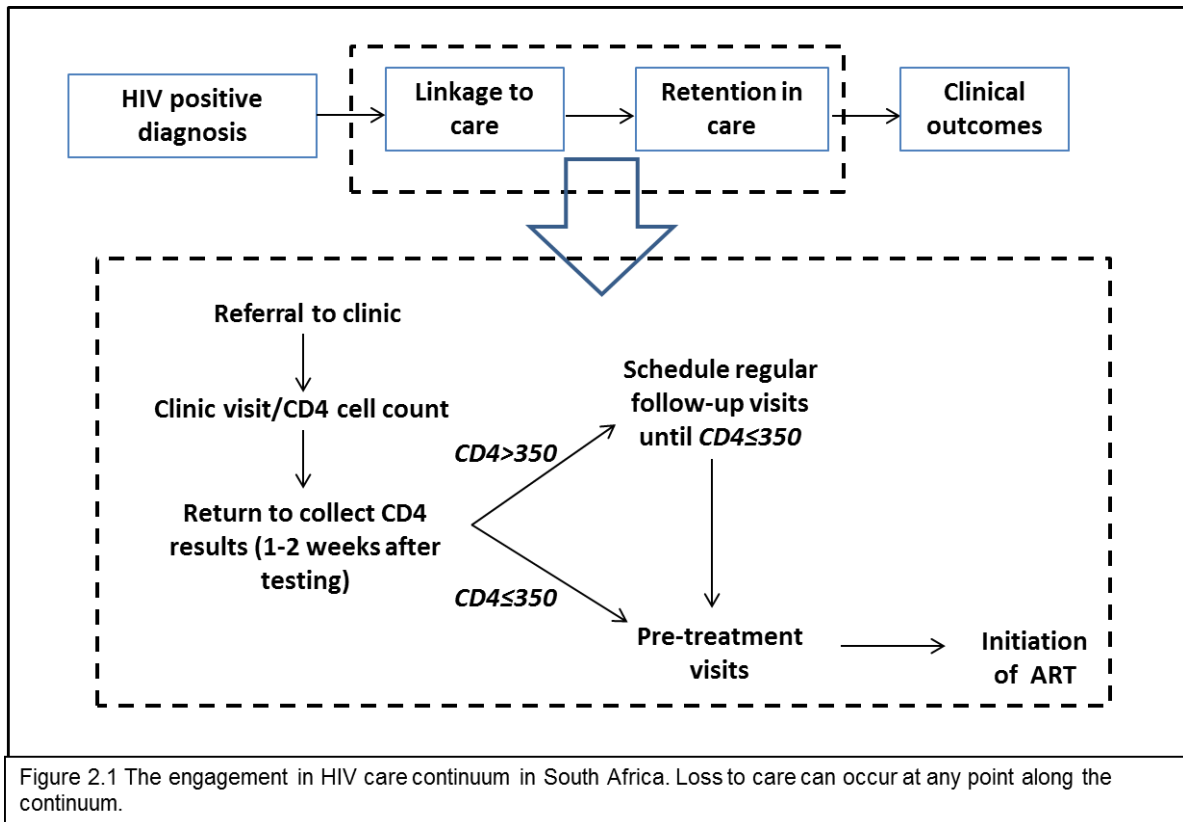 HIV positive
diagnosis
Linkage to
care
Retention in
care
Clinical
outcomes
Referral to clinic
Clinic visit/CD4 cell count
Return to collect CD4
results (1-2 weeks after
testing)
CD4>350
CD4≤350
Schedule regular
follow-up visits
until CD4≤350
Pre-treatment
visits
Initiation
of ART
Figure 2.1 The engagement in HIV care continuum in South Africa. Loss to care can occur at any point along the
continuum.